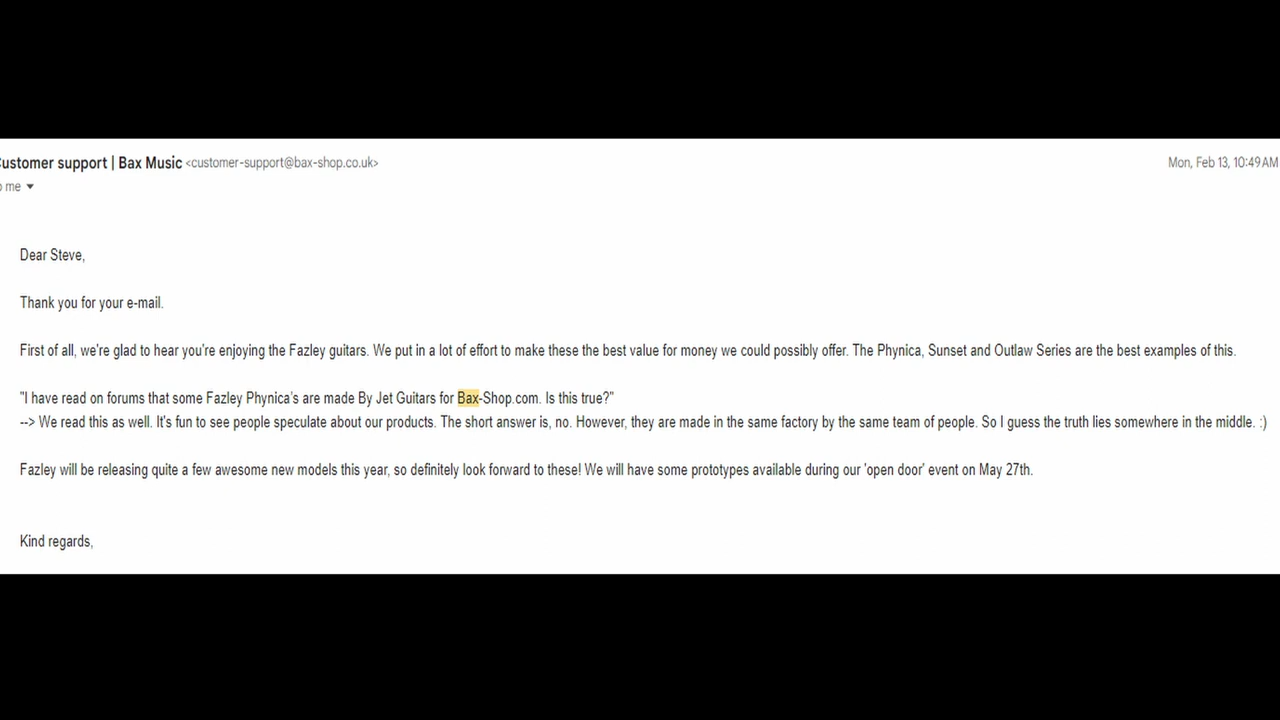 ustomer support | Bax Music <customer-support@bax-shop.co.uk>
Mon, Feb 13, 10:49 AM
o me
Dear Steve,
Thank you for your e-mail.
First of all, we're glad to hear you're enjoying the Fazley guitars. We put in a lot of effort to make these the best value for money we could possibly offer. The Phynica, Sunset and Outlaw Series are the best examples of this.
"I have read on forums that some Fazley Phynica's are made By Jet Guitars for Bax-Shop.com. Is this true?"
--> We read this as well. It's fun to see people speculate about our products. The short answer is, no. However, they are made in the same factory by the same team of people. So I guess the truth lies somewhere in the middle. :)
Fazley will be releasing quite a few awesome new models this year, so definitely look forward to these! We will have some prototypes available during our 'open door' event on May 27th.
Kind regards,